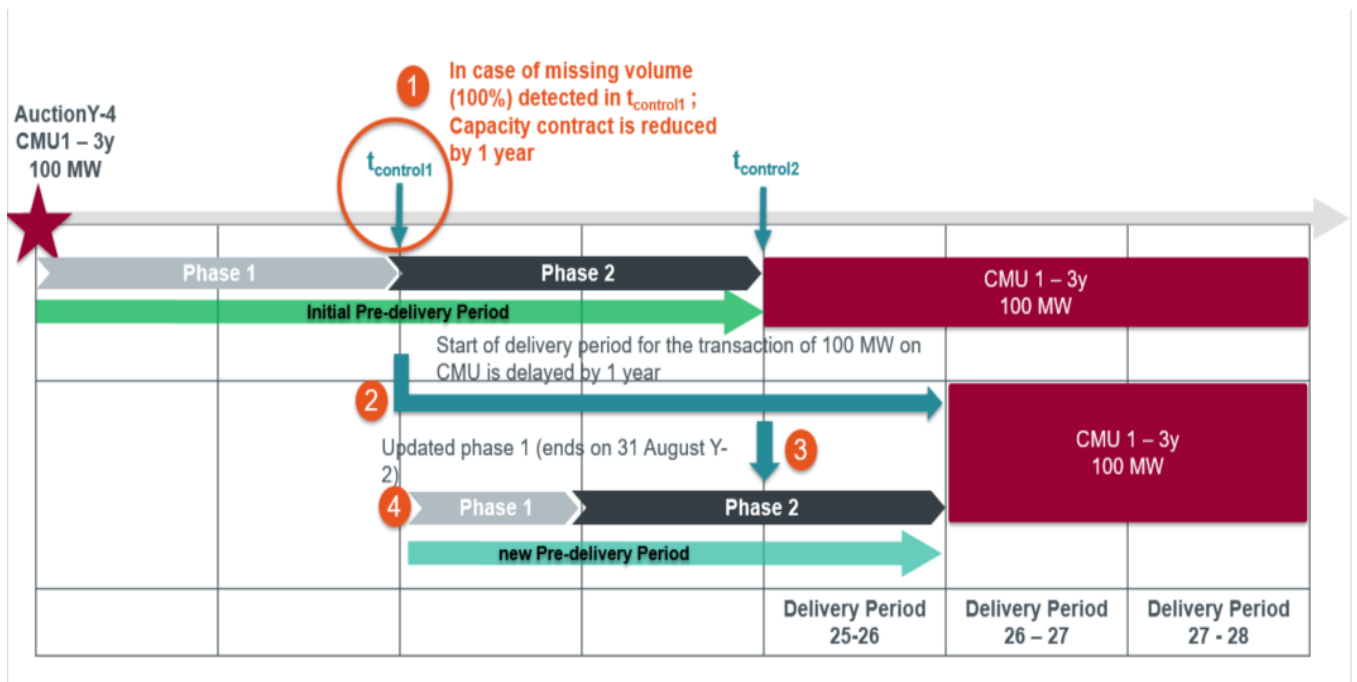 1
In case of missing volume
(100%) detected in tcontrol1 ;
Capacity contract is reduced
by 1 year
AuctionY-4
CMU1 – 3y
100 MW
tcontrol1
tcontrol2
Phase 1
Phase 2
CMU 1 – 3y
100 MW
Initial Pre-delivery Period
Start of delivery period for the transaction of 100 MW on
CMU is delayed by 1 year
2
Updated phase 1 (ends on 31 August Y-
2)
3
CMU 1 – 3y
100 MW
4
Phase 1
Phase 2
new Pre-delivery Period
Delivery Period
25-26
Delivery Period
26 – 27
Delivery Period
27 - 28